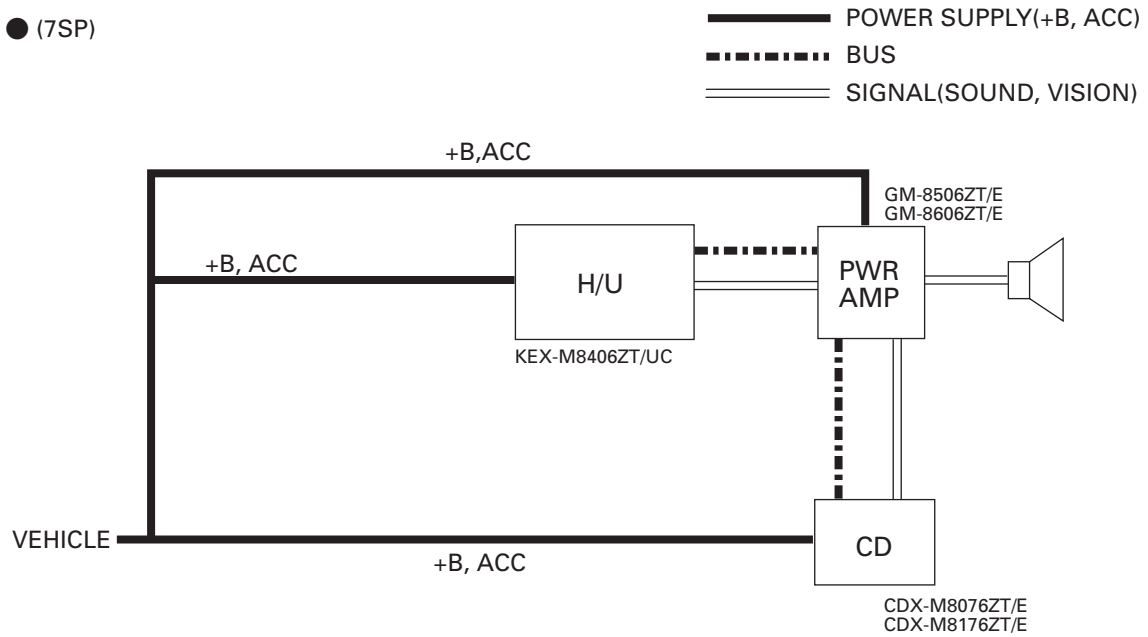 ● (7SP)
POWER SUPPLY(+B, ACC)
BUS
SIGNAL(SOUND, VISION)
+B,ACC
GM-8506ZT/E
GM-8606ZT/E
+B, ACC
H/U
PWR
AMP
KEX-M8406ZT/UC
VEHICLE
+B, ACC
CD
CDX-M8076ZT/E
CDX-M8176ZT/E